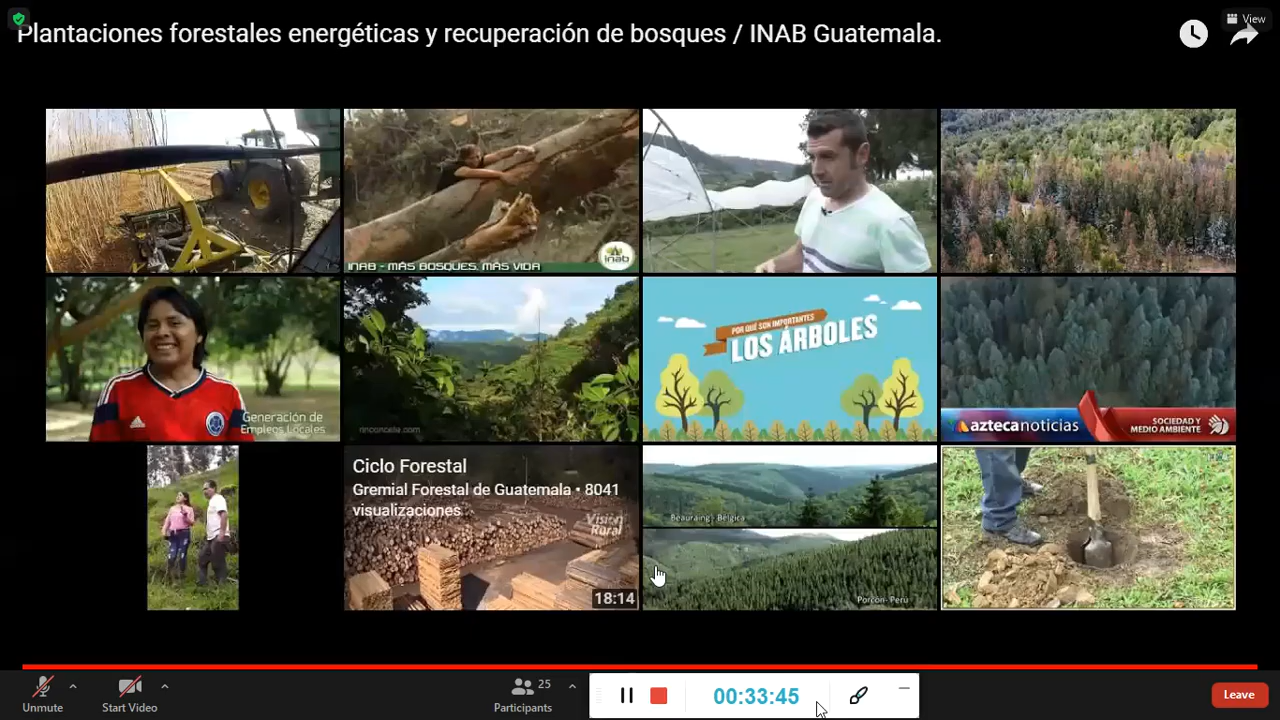 Plantaciones forestales energéticas y recuperación de bosques / INAB Guatemala.
View
INAB - MÁS BOSQUES, MÁS VIDA
inab
Generación de
Empleos Locales
rinconcela.com
POR QUÉ SON IMPORTANTES
LOS ÁRBOLES
aztecanoticias
SOCIEDAD Y
MEDIO AMBIENTE
Ciclo Forestal
Gremial Forestal de Guatemala • 8041
visualizaciones
Visión
Rural
18:14
Beauraing - Bélgica
Porcón- Perú
Unmute
Start Video
Participants
25
00:33:45
Leave